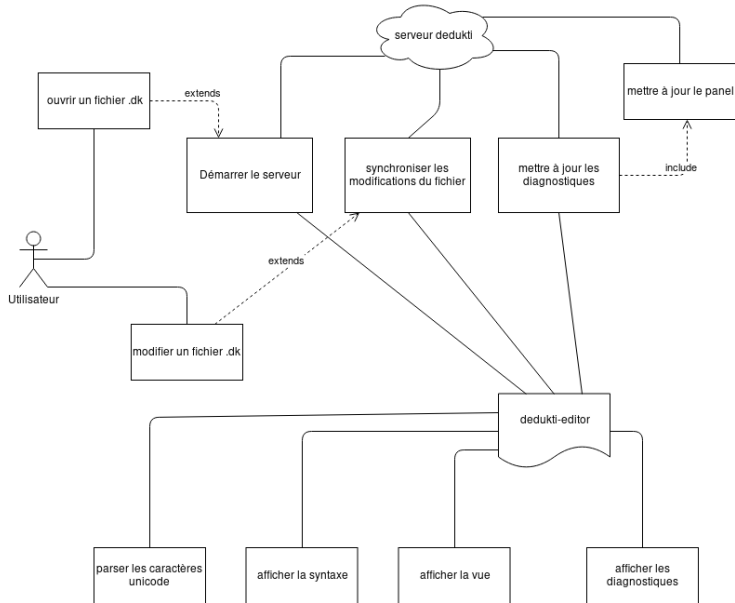 serveur dedukti
ouvrir un fichier .dk
extends
mettre à jour le panel
Démarrer le serveur
synchroniser les
modifications du fichier
mettre à jour les
diagnostiques
include
extends
Utilisateur
modifier un fichier .dk
dedukti-editor
parser les caractères
unicode
afficher la syntaxe
afficher la vue
afficher les
diagnostiques